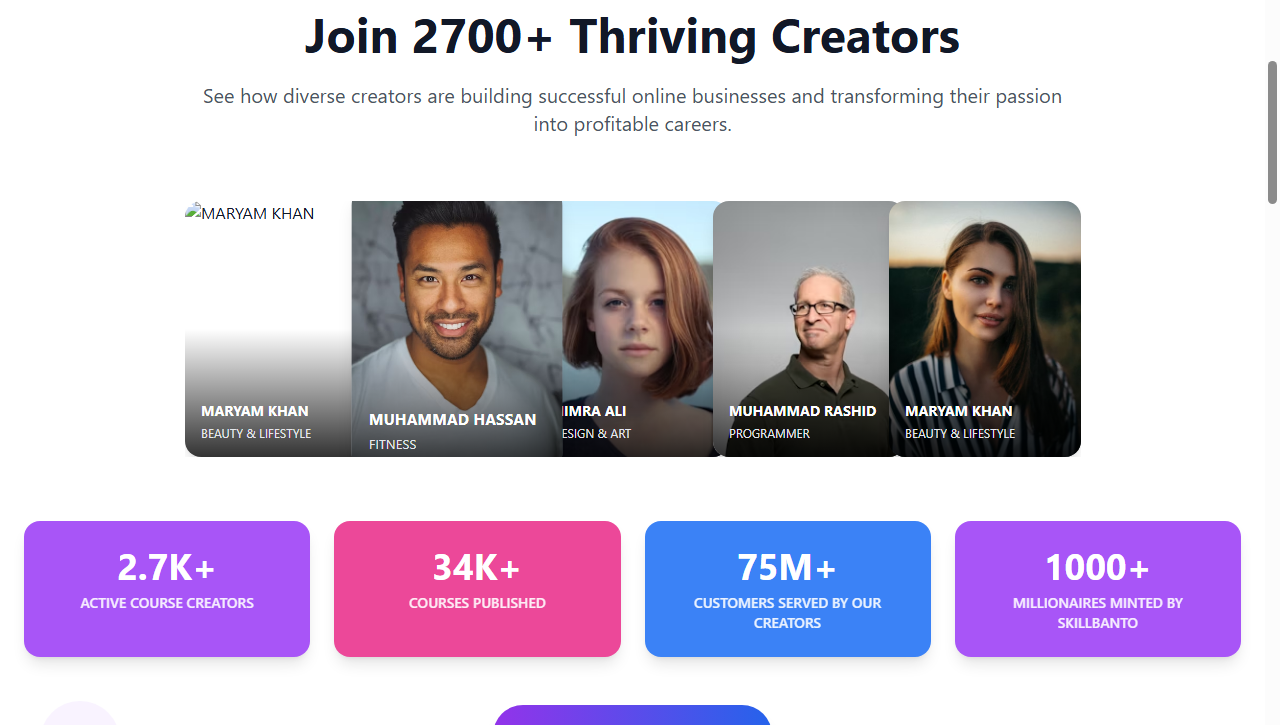 Join 2700+ Thriving Creators
See how diverse creators are building successful online businesses and transforming their passion
into profitable careers.
MARYAM KHAN
MARYAM KHAN
BEAUTY & LIFESTYLE
MUHAMMAD HASSAN
FITNESS
IMRA ALI
ESIGN & ART
MUHAMMAD RASHID
PROGRAMMER
MARYAM KHAN
BEAUTY & LIFESTYLE
2.7K+
ACTIVE COURSE CREATORS
34K+
COURSES PUBLISHED
75M+
CUSTOMERS SERVED BY OUR
CREATORS
1000+
MILLIONAIRES MINTED BY
SKILLBANTO